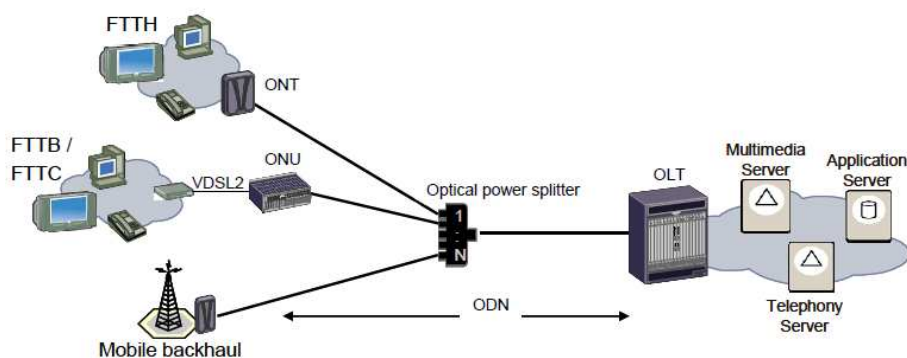 FTTH
ONT
FTTB /
FTTC
VDSL2
ONU
Optical power splitter
1
N
OLT
Multimedia
Server
Application
Server
Telephony
Server
ODN
Mobile backhaul